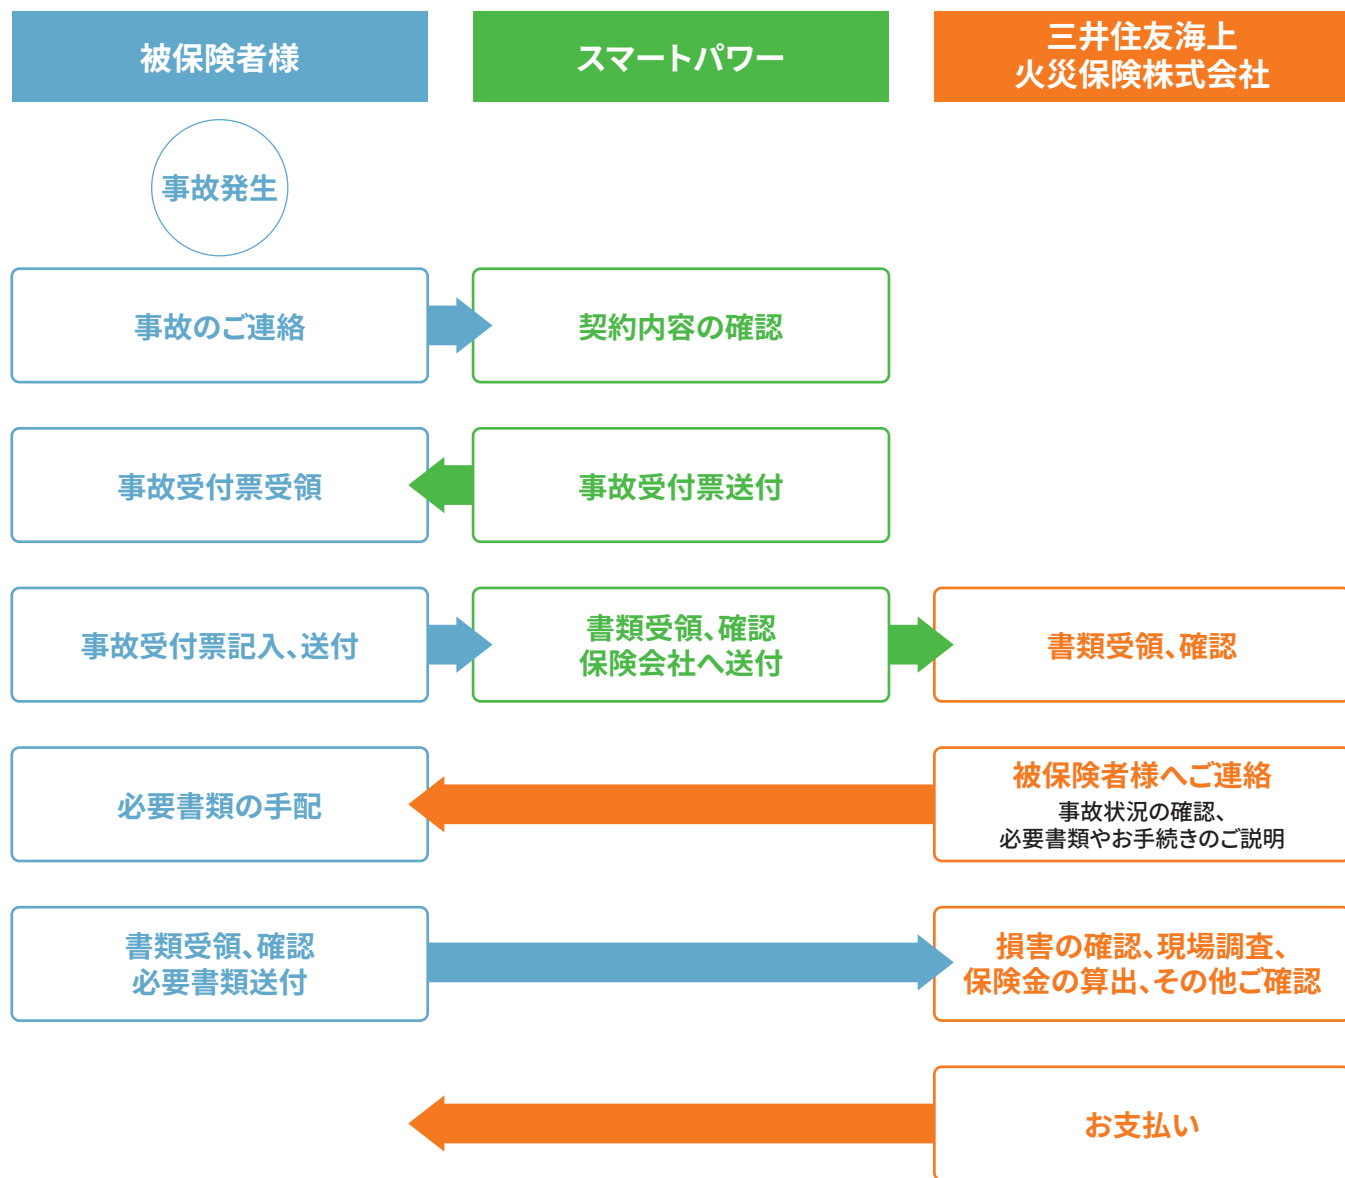 被保険者様
スマートパワー
三井住友海上
火災保険株式会社
事故発生
事故のご連絡
契約内容の確認
事故受付票受領
事故受付票送付
事故受付票記入、送付
書類受領、確認
保険会社へ送付
書類受領、確認
必要書類の手配
被保険者様へご連絡
事故状況の確認、
必要書類やお手続きのご説明
書類受領、確認
必要書類送付
損害の確認、現場調査、
保険金の算出、その他ご確認
お支払い